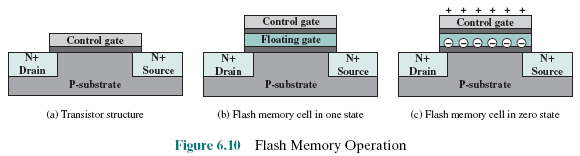 Control gate
N+
Drain
N+
Source
P-substrate
(a) Transistor structure
Control gate
Floating gate
N+
Drain
N+
Source
P-substrate
(b) Flash memory cell in one state
+ + + + + +
Control gate
− − − − − −
N+
Drain
N+
Source
P-substrate
(c) Flash memory cell in zero state
Figure 6.10 Flash Memory Operation